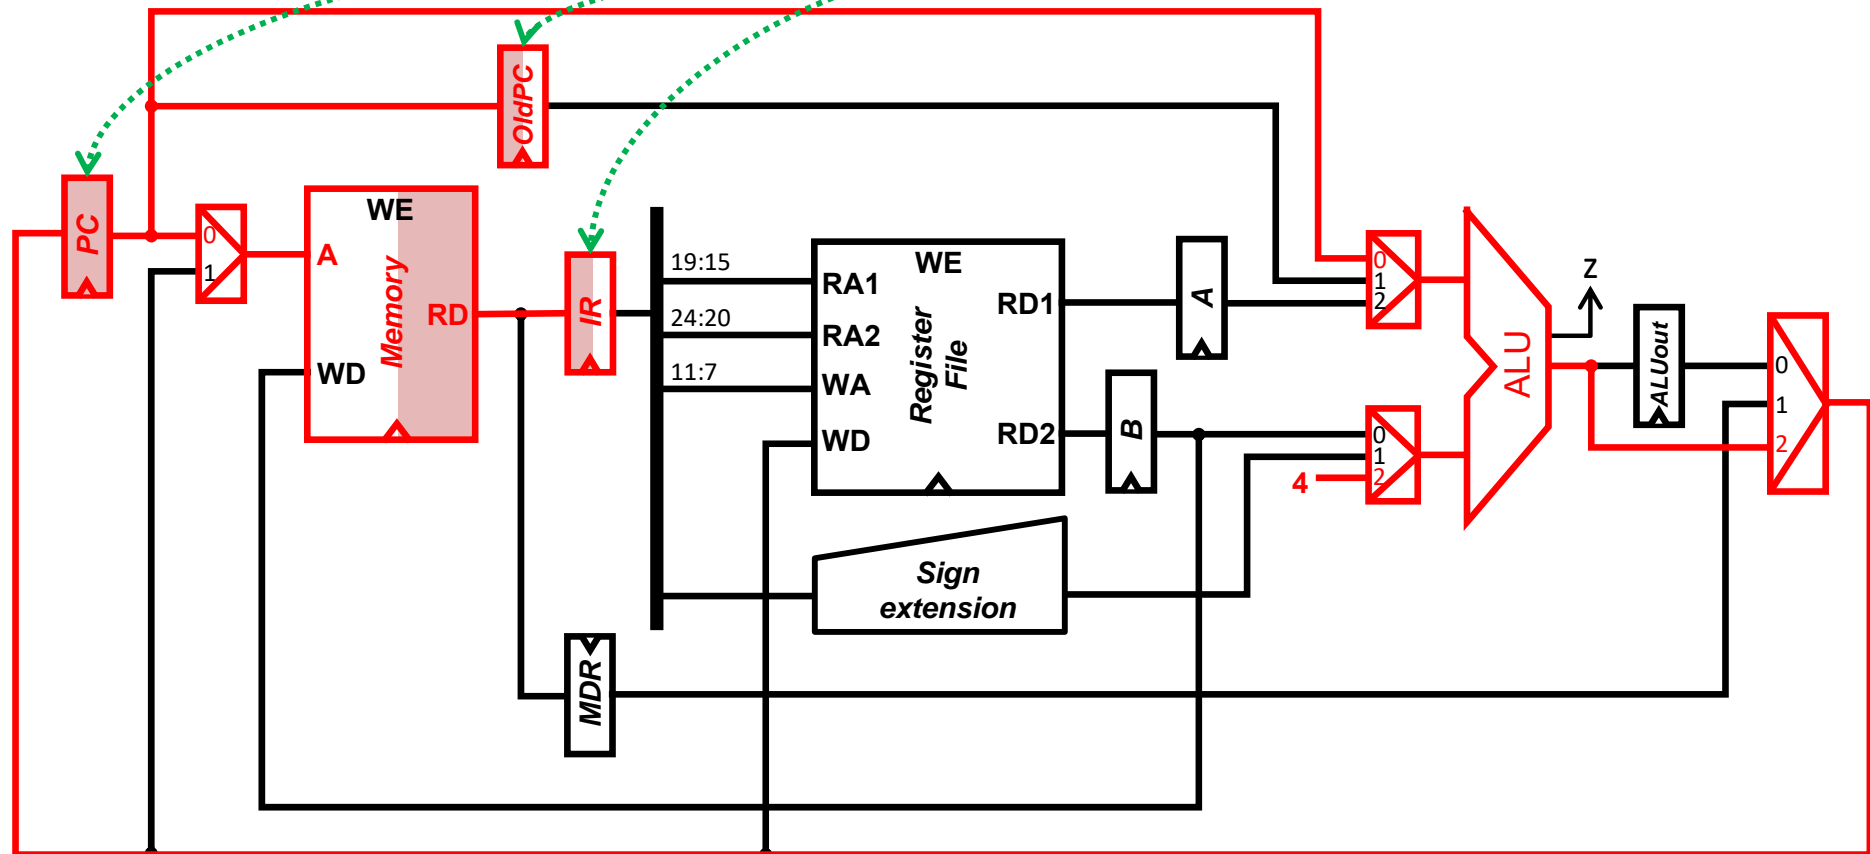 OldPC
PC
0
1
A
WE
Memory
RD
WD
IR
19:15
24:20
11:7
RA1
RA2
WA
WD
WE
Register
File
RD1
RD2
A
B
0
1
2
0
1
2
4
ALU
Z
ALUout
0
1
2
Sign
extension
MDR